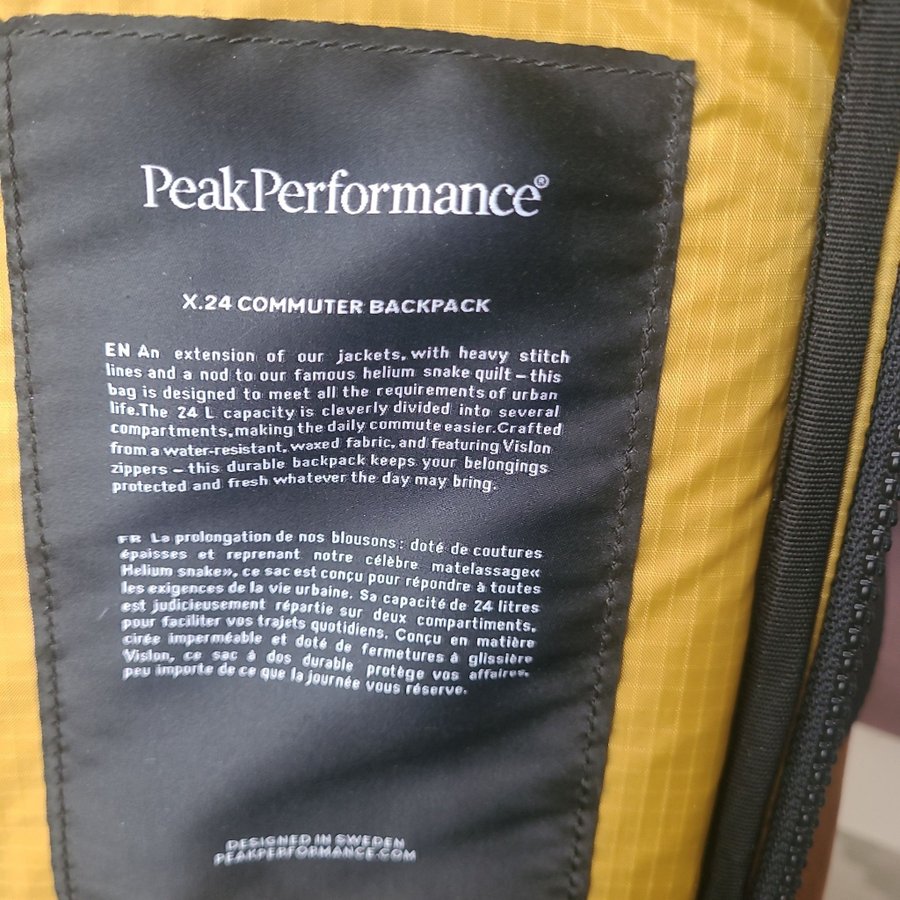 PeakPerformance®
X.24 COMMUTER BACKPACK
EN An extension of our jackets, with heavy stitch
lines and a nod to our famous helium snake quilt – this
bag is designed to meet all the requirements of urban
life.The 24 L capacity is cleverly divided into several
compartments, making the daily commute easier.Crafted
from a water-resistant, waxed fabric, and featuring Vislon
zippers – this durable backpack keeps your belongings
protected and fresh whatever the day may bring.
FR La prolongation de nos blousons : doté de coutures
épaisses et reprenant notre célèbre matelassage«
Helium snake», ce sac est conçu pour répondre à toutes
les exigences de la vie urbaine. Sa capacité de 24 litres
est judicieusement répartie sur deux compartiments,
pour faciliter vos trajets quotidiens. Conçu en matière
cirée imperméable et doté de fermetures à glissière
Vislon, ce sac à dos durable protège vos affaires,
peu importe de ce que la journée vous réserve.
DESIGNED IN SWEDEN
PEAKPERFORMANCE.COM